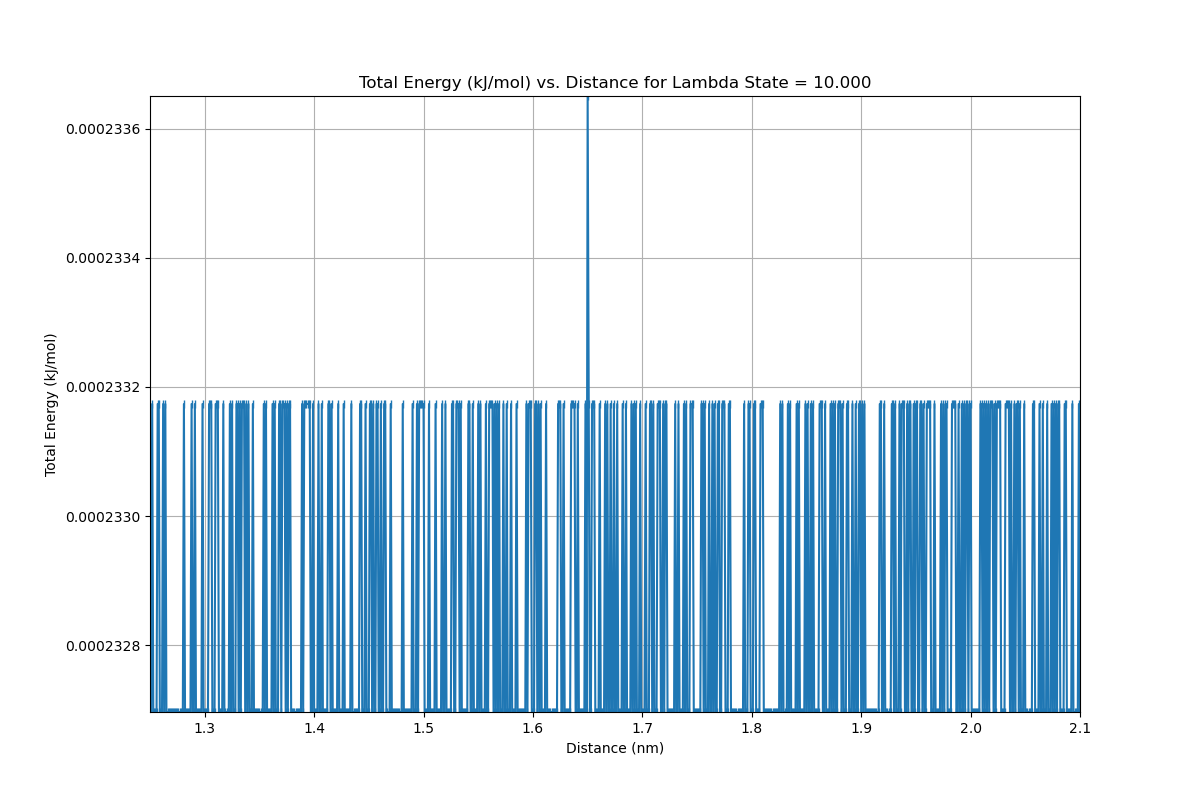 Total Energy (kJ/mol) vs. Distance for Lambda State = 10.000
0.0002336
0.0002334
0.0002332
0.0002330
0.0002328
Total Energy (kJ/mol)
1.3 1.4 1.5 1.6 1.7 1.8 1.9 2.0 2.1
Distance (nm)